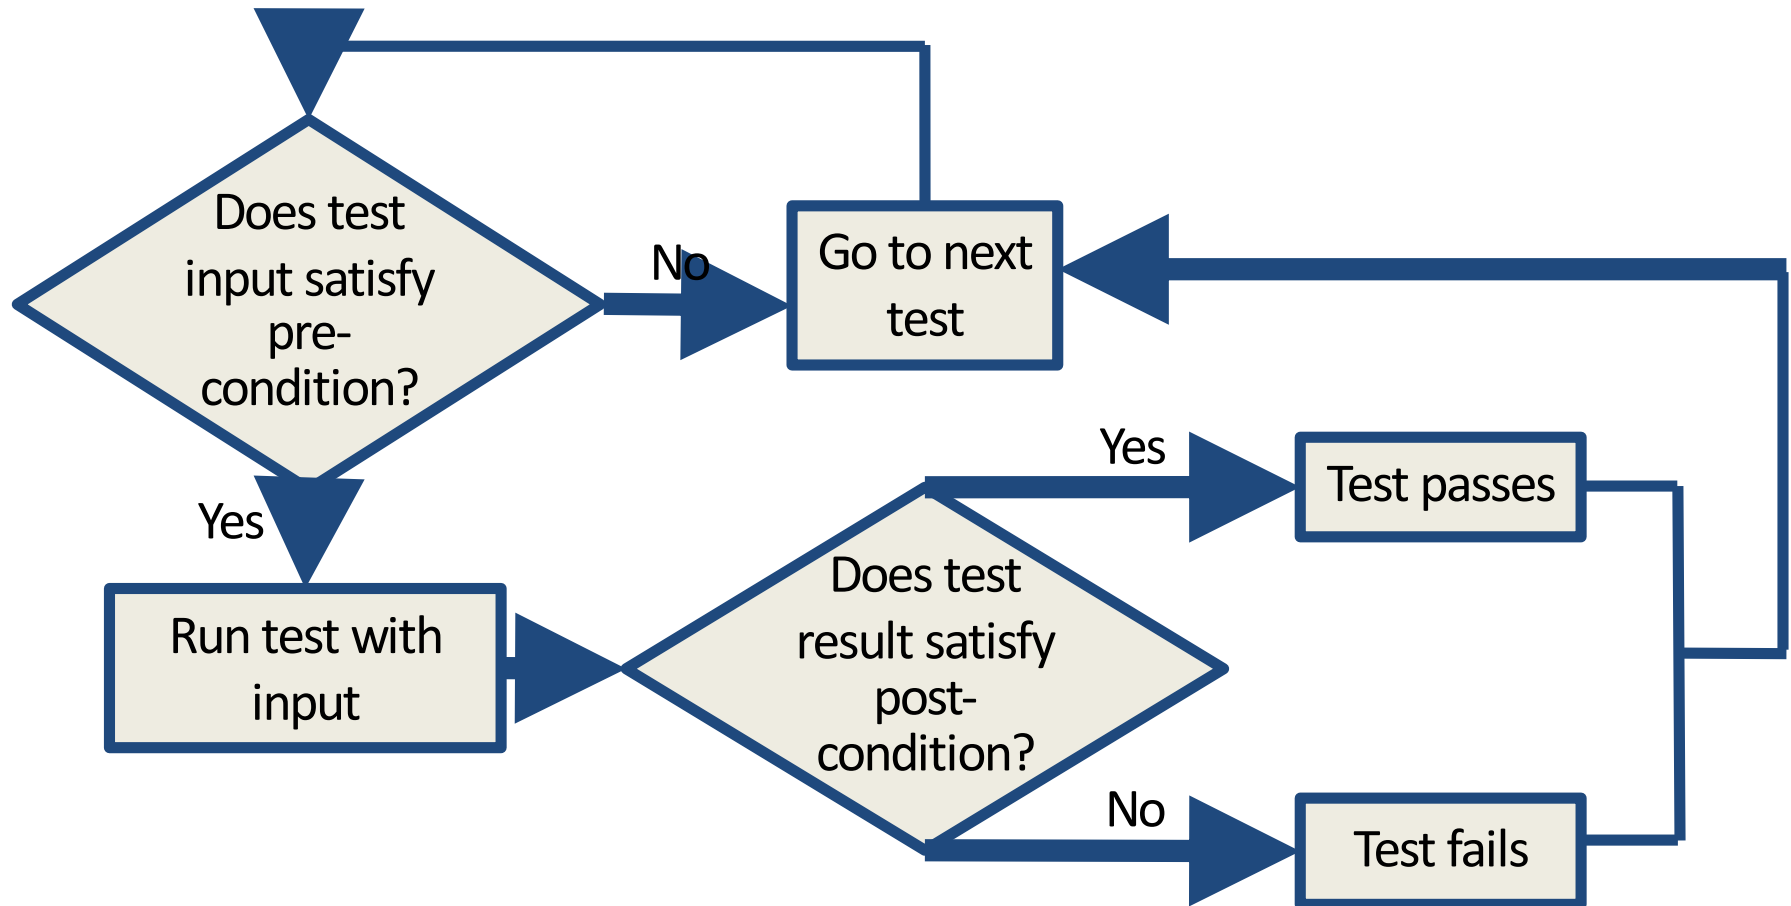 Does test
input satisfy
pre-
condition?
No
Go to next
test
Yes
Run test with
input
Does test
result satisfy
post-
condition?
Yes
Test passes
No
Test fails